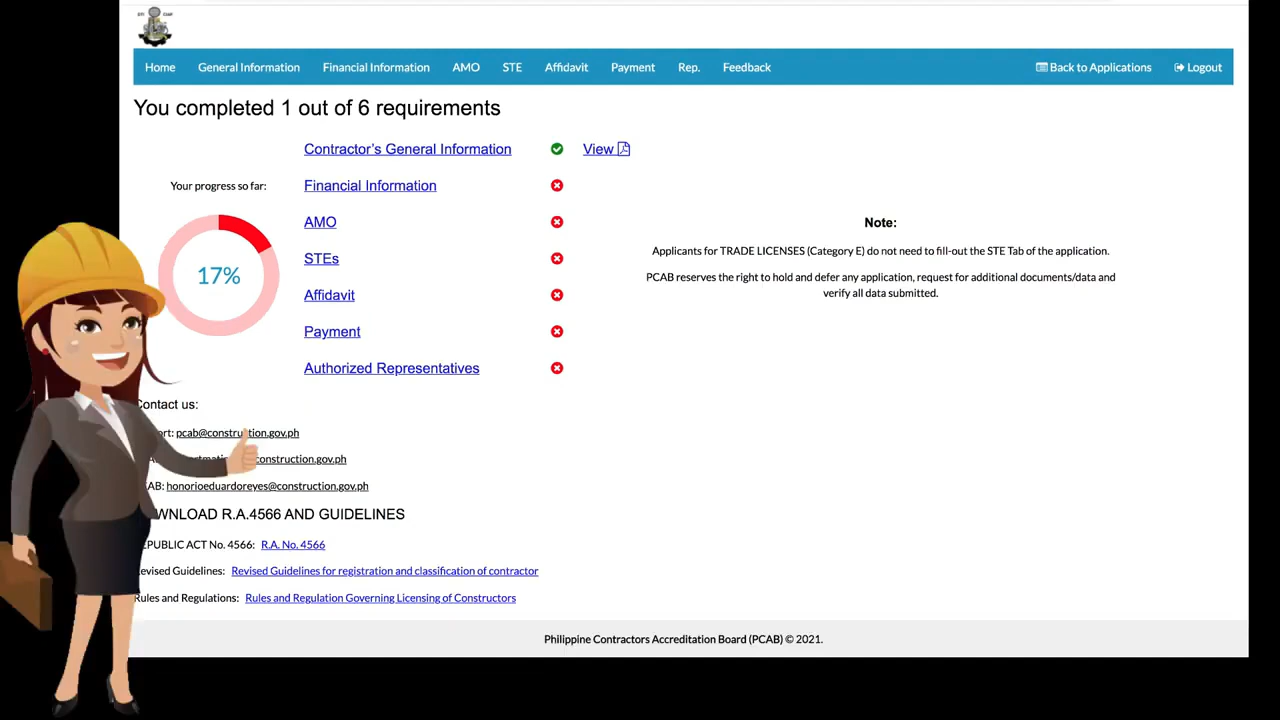 Home General Information Financial Information AMO STE Affidavit Payment Rep. Feedback Back to Applications Logout
You completed 1 out of 6 requirements
Contractor's General Information View
Your progress so far:
17%
Financial Information
AMO
STEs
Affidavit
Payment
Authorized Representatives
Note:
Applicants for TRADE LICENSES (Category E) do not need to fill-out the STE Tab of the application.
PCAB reserves the right to hold and defer any application, request for additional documents/data and
verify all data submitted.
Contact us:
pcab@construction.gov.ph
construction.gov.ph
honorioeduardoreyes@construction.gov.ph
R.A.4566 AND GUIDELINES
ACT No. 4566: R.A. No. 4566
Guidelines: Revised Guidelines for registration and classification of contractor
Rules and Regulations: Rules and Regulation Governing Licensing of Constructors
Philippine Contractors Accreditation Board (PCAB) © 2021.